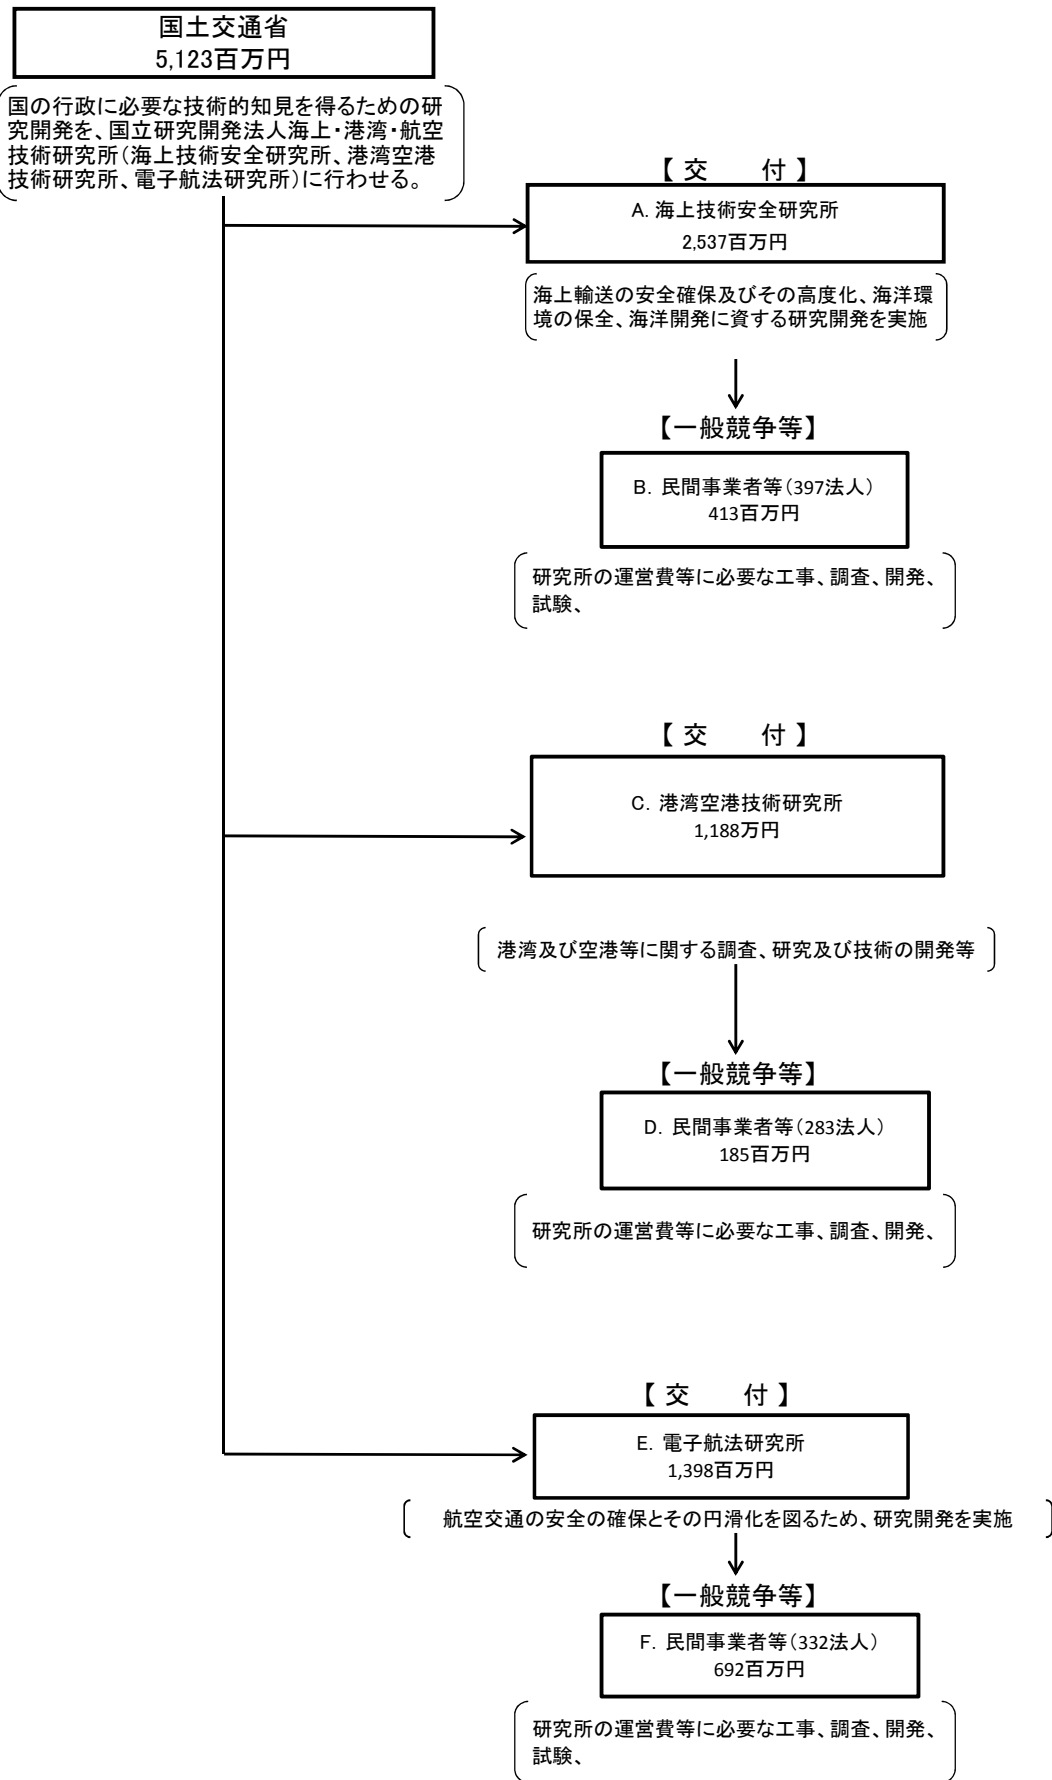 国土交通省
5,123百万円
国の行政に必要な技術的知見を得るための研
究開発を、国立研究開発法人海上・港湾・航空
技術研究所(海上技術安全研究所、港湾空港
技術研究所、電子航法研究所)に行わせる。
【 交　　付 】
A. 海上技術安全研究所
2,537百万円
海上輸送の安全確保及びその高度化、海洋環
境の保全、海洋開発に資する研究開発を実施
【一般競争等】
B. 民間事業者等(397法人)
413百万円
研究所の運営費等に必要な工事、調査、開発、
試験、
【 交　　付 】
C. 港湾空港技術研究所
1,188万円
港湾及び空港等に関する調査、研究及び技術の開発等
【一般競争等】
D. 民間事業者等(283法人)
185百万円
研究所の運営費等に必要な工事、調査、開発、
【 交　　付 】
E. 電子航法研究所
1,398百万円
航空交通の安全の確保とその円滑化を図るため、研究開発を実施
【一般競争等】
F. 民間事業者等(332法人)
692百万円
研究所の運営費等に必要な工事、調査、開発、
試験、